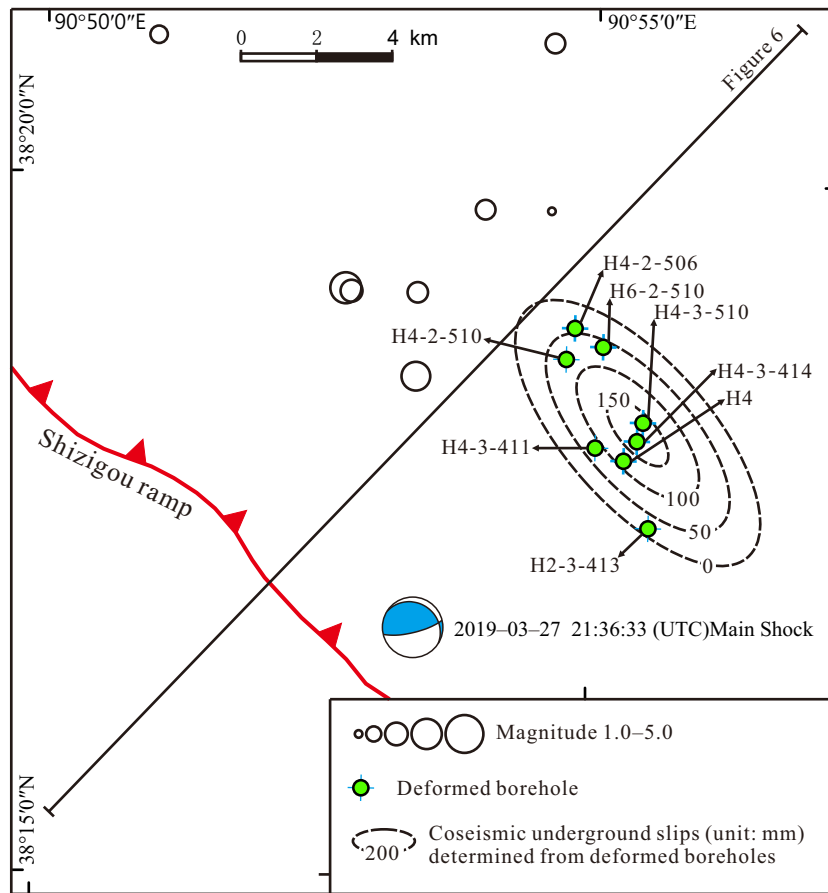 90°50′0″E
90°55′0″E
0 2 4 km
Figure 6
38°20′0″N
H4-2-506
H6-2-510
H4-3-510
H4-2-510
H4-3-414
150
H4
Shizigou ramp
H4-3-411
100
50
H2-3-413
0
2019–03–27 21:36:33 (UTC)Main Shock
Magnitude 1.0–5.0
Deformed borehole
38°15′0″N
Coseismic underground slips (unit: mm)
200
determined from deformed boreholes